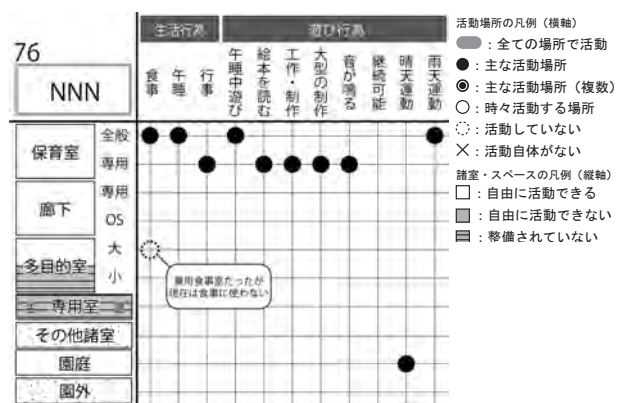 76
NNN
生活行為
遊び行為
食事
午睡
行事
午睡中遊び
絵本を読む
工作・制作
大型の制作
音が鳴る
継続可能
晴天運動
雨天運動
保育室
全般
専用
廊下
専用
OS
多目的室
大
小
専用室
その他諸室
園庭
園外
兼用食事室だったが
現在は食事に使わない
活動場所の凡例（横軸）
：全ての場所で活動
：主な活動場所
：主な活動場所（複数）
：時々活動する場所
：活動していない
：活動自体がない
諸室・スペースの凡例（縦軸）
：自由に活動できる
：自由に活動できない
：整備されていない